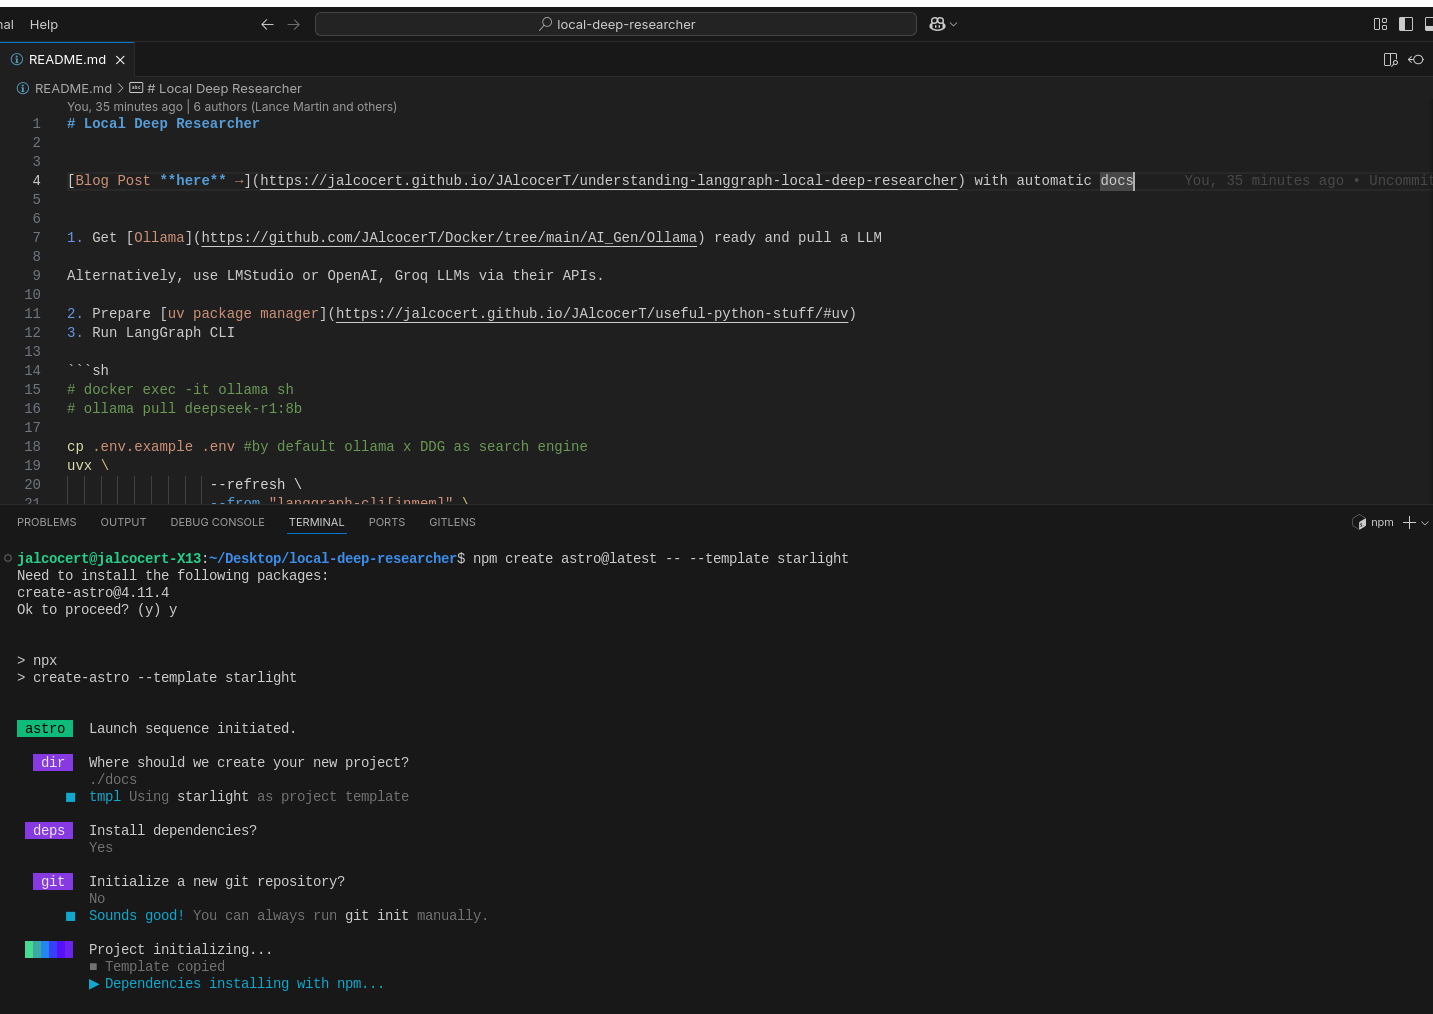 nal Help local-deep-researcher
README.md
README.md > # Local Deep Researcher
You, 35 minutes ago | 6 authors (Lance Martin and others)
1 # Local Deep Researcher
2
3
4 [Blog Post **here** →](https://jalcocert.github.io/JAlcocerT/understanding-langgraph-local-deep-researcher) with automatic docs You, 35 minutes ago • Uncommit
5
6
7 1. Get [Ollama](https://github.com/JAlcocerT/Docker/tree/main/AI_Gen/Ollama) ready and pull a LLM
8
9 Alternatively, use LMStudio or OpenAI, Groq LLMs via their APIs.
10
11 2. Prepare [uv package manager](https://jalcocert.github.io/JAlcocerT/useful-python-stuff/#uv)
12 3. Run LangGraph CLI
13
14 ```sh
15 # docker exec -it ollama sh
16 # ollama pull deepseek-r1:8b
17
18 cp .env.example .env #by default ollama x DDG as search engine
19 uvx \
20 --refresh \
21 --from "langgraph-cli[inmem]" \
PROBLEMS OUTPUT DEBUG CONSOLE TERMINAL PORTS GITLENS npm
jalcocert@jalcocert-X13:~/Desktop/local-deep-researcher$ npm create astro@latest -- --template starlight
Need to install the following packages:
create-astro@4.11.4
Ok to proceed? (y) y
> npx
> create-astro --template starlight
astro Launch sequence initiated.
dir Where should we create your new project?
./docs
■ tmpl Using starlight as project template
deps Install dependencies?
Yes
git Initialize a new git repository?
No
■ Sounds good! You can always run git init manually.
Project initializing...
■ Template copied
▶ Dependencies installing with npm...